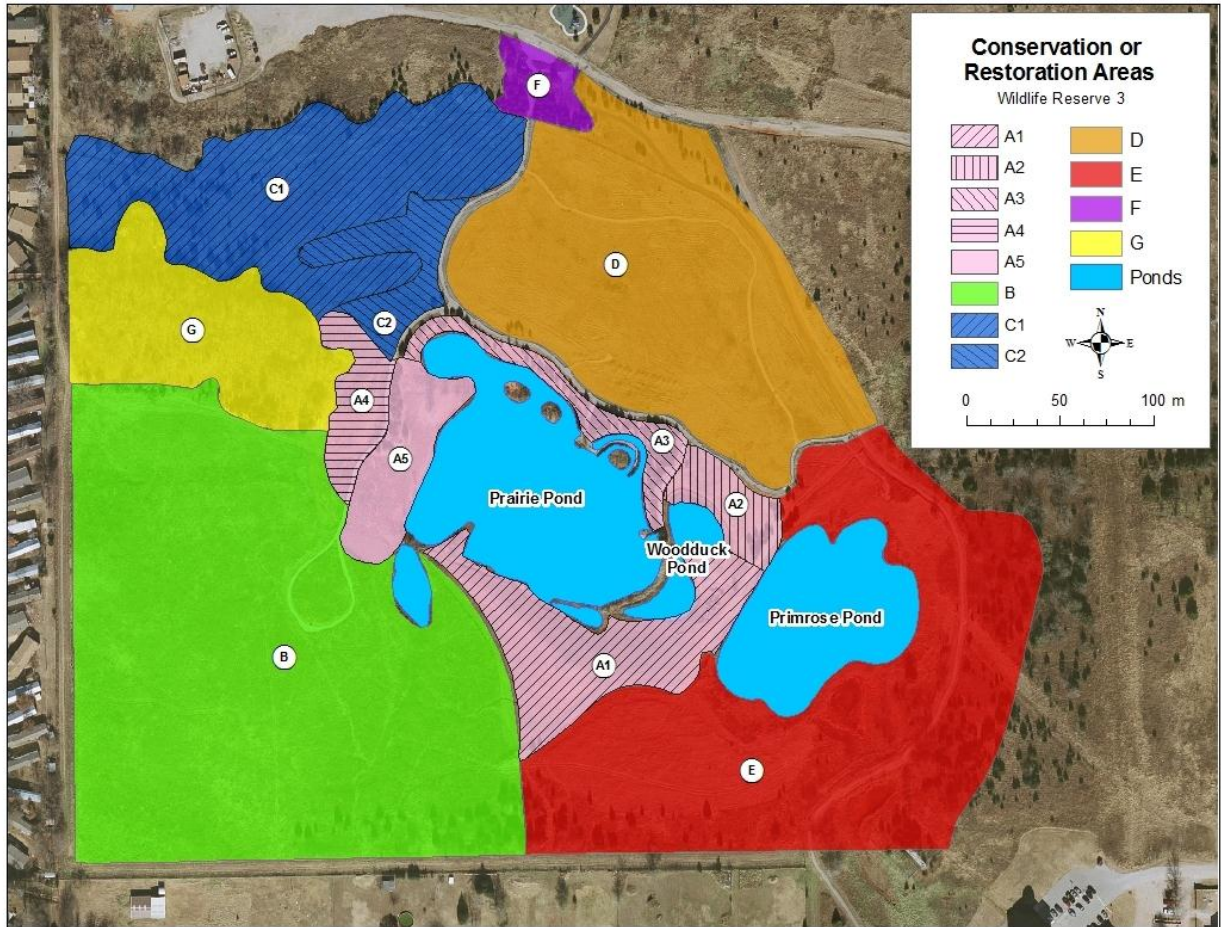 Conservation or
Restoration Areas
Wildlife Reserve 3
A1
A2
A3
A4
A5
B
C1
C2
D
E
F
G
Ponds
N
W E
S
0 50 100 m
F
C1
D
G
C2
A4
A3
A5
Prairie Pond
A2
Woodduck
Pond
Primrose Pond
B
A1
E